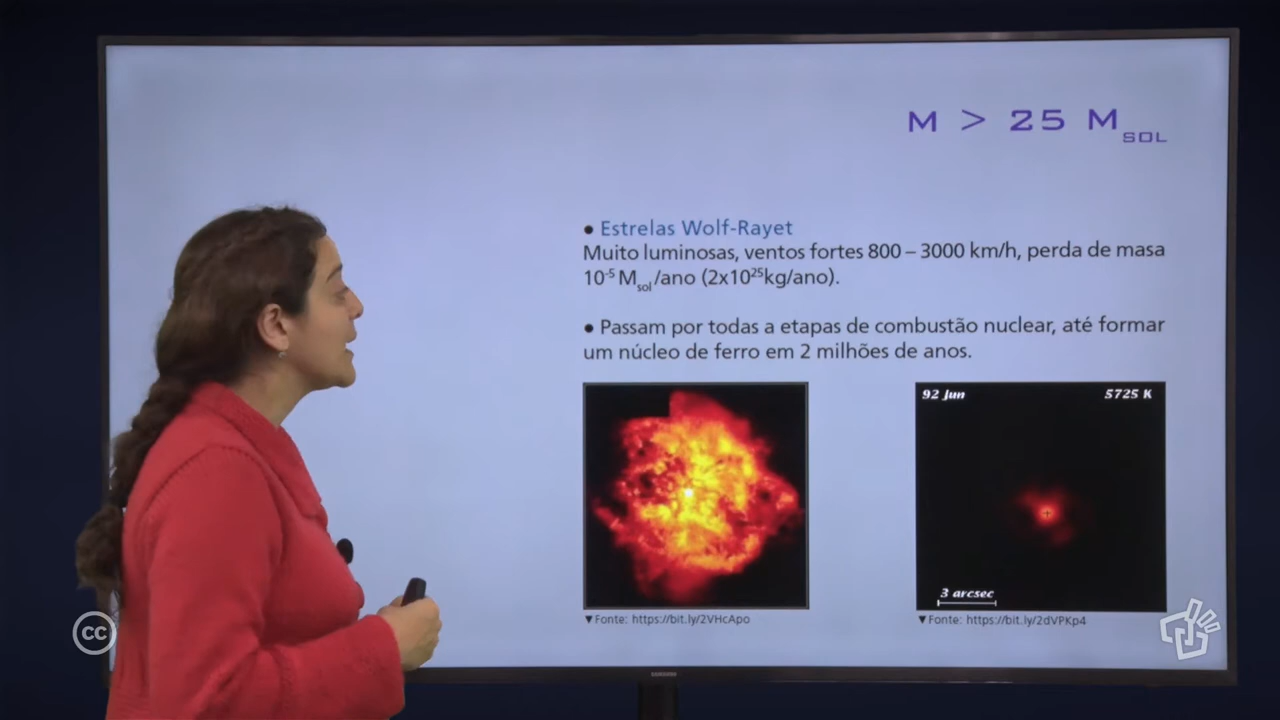 M > 25 M SOL
● Estrelas Wolf-Rayet
Muito luminosas, ventos fortes 800 – 3000 km/h, perda de masa
10⁻⁵ Msol/ano (2x10²⁵kg/ano).
● Passam por todas a etapas de combustão nuclear, até formar
um núcleo de ferro em 2 milhões de anos.
92 Jun 5725 K
3 arcsec
▼Fonte: https://bit.ly/2VHcApo
▼Fonte: https://bit.ly/2dVPKp4
cc
SAMSUNG